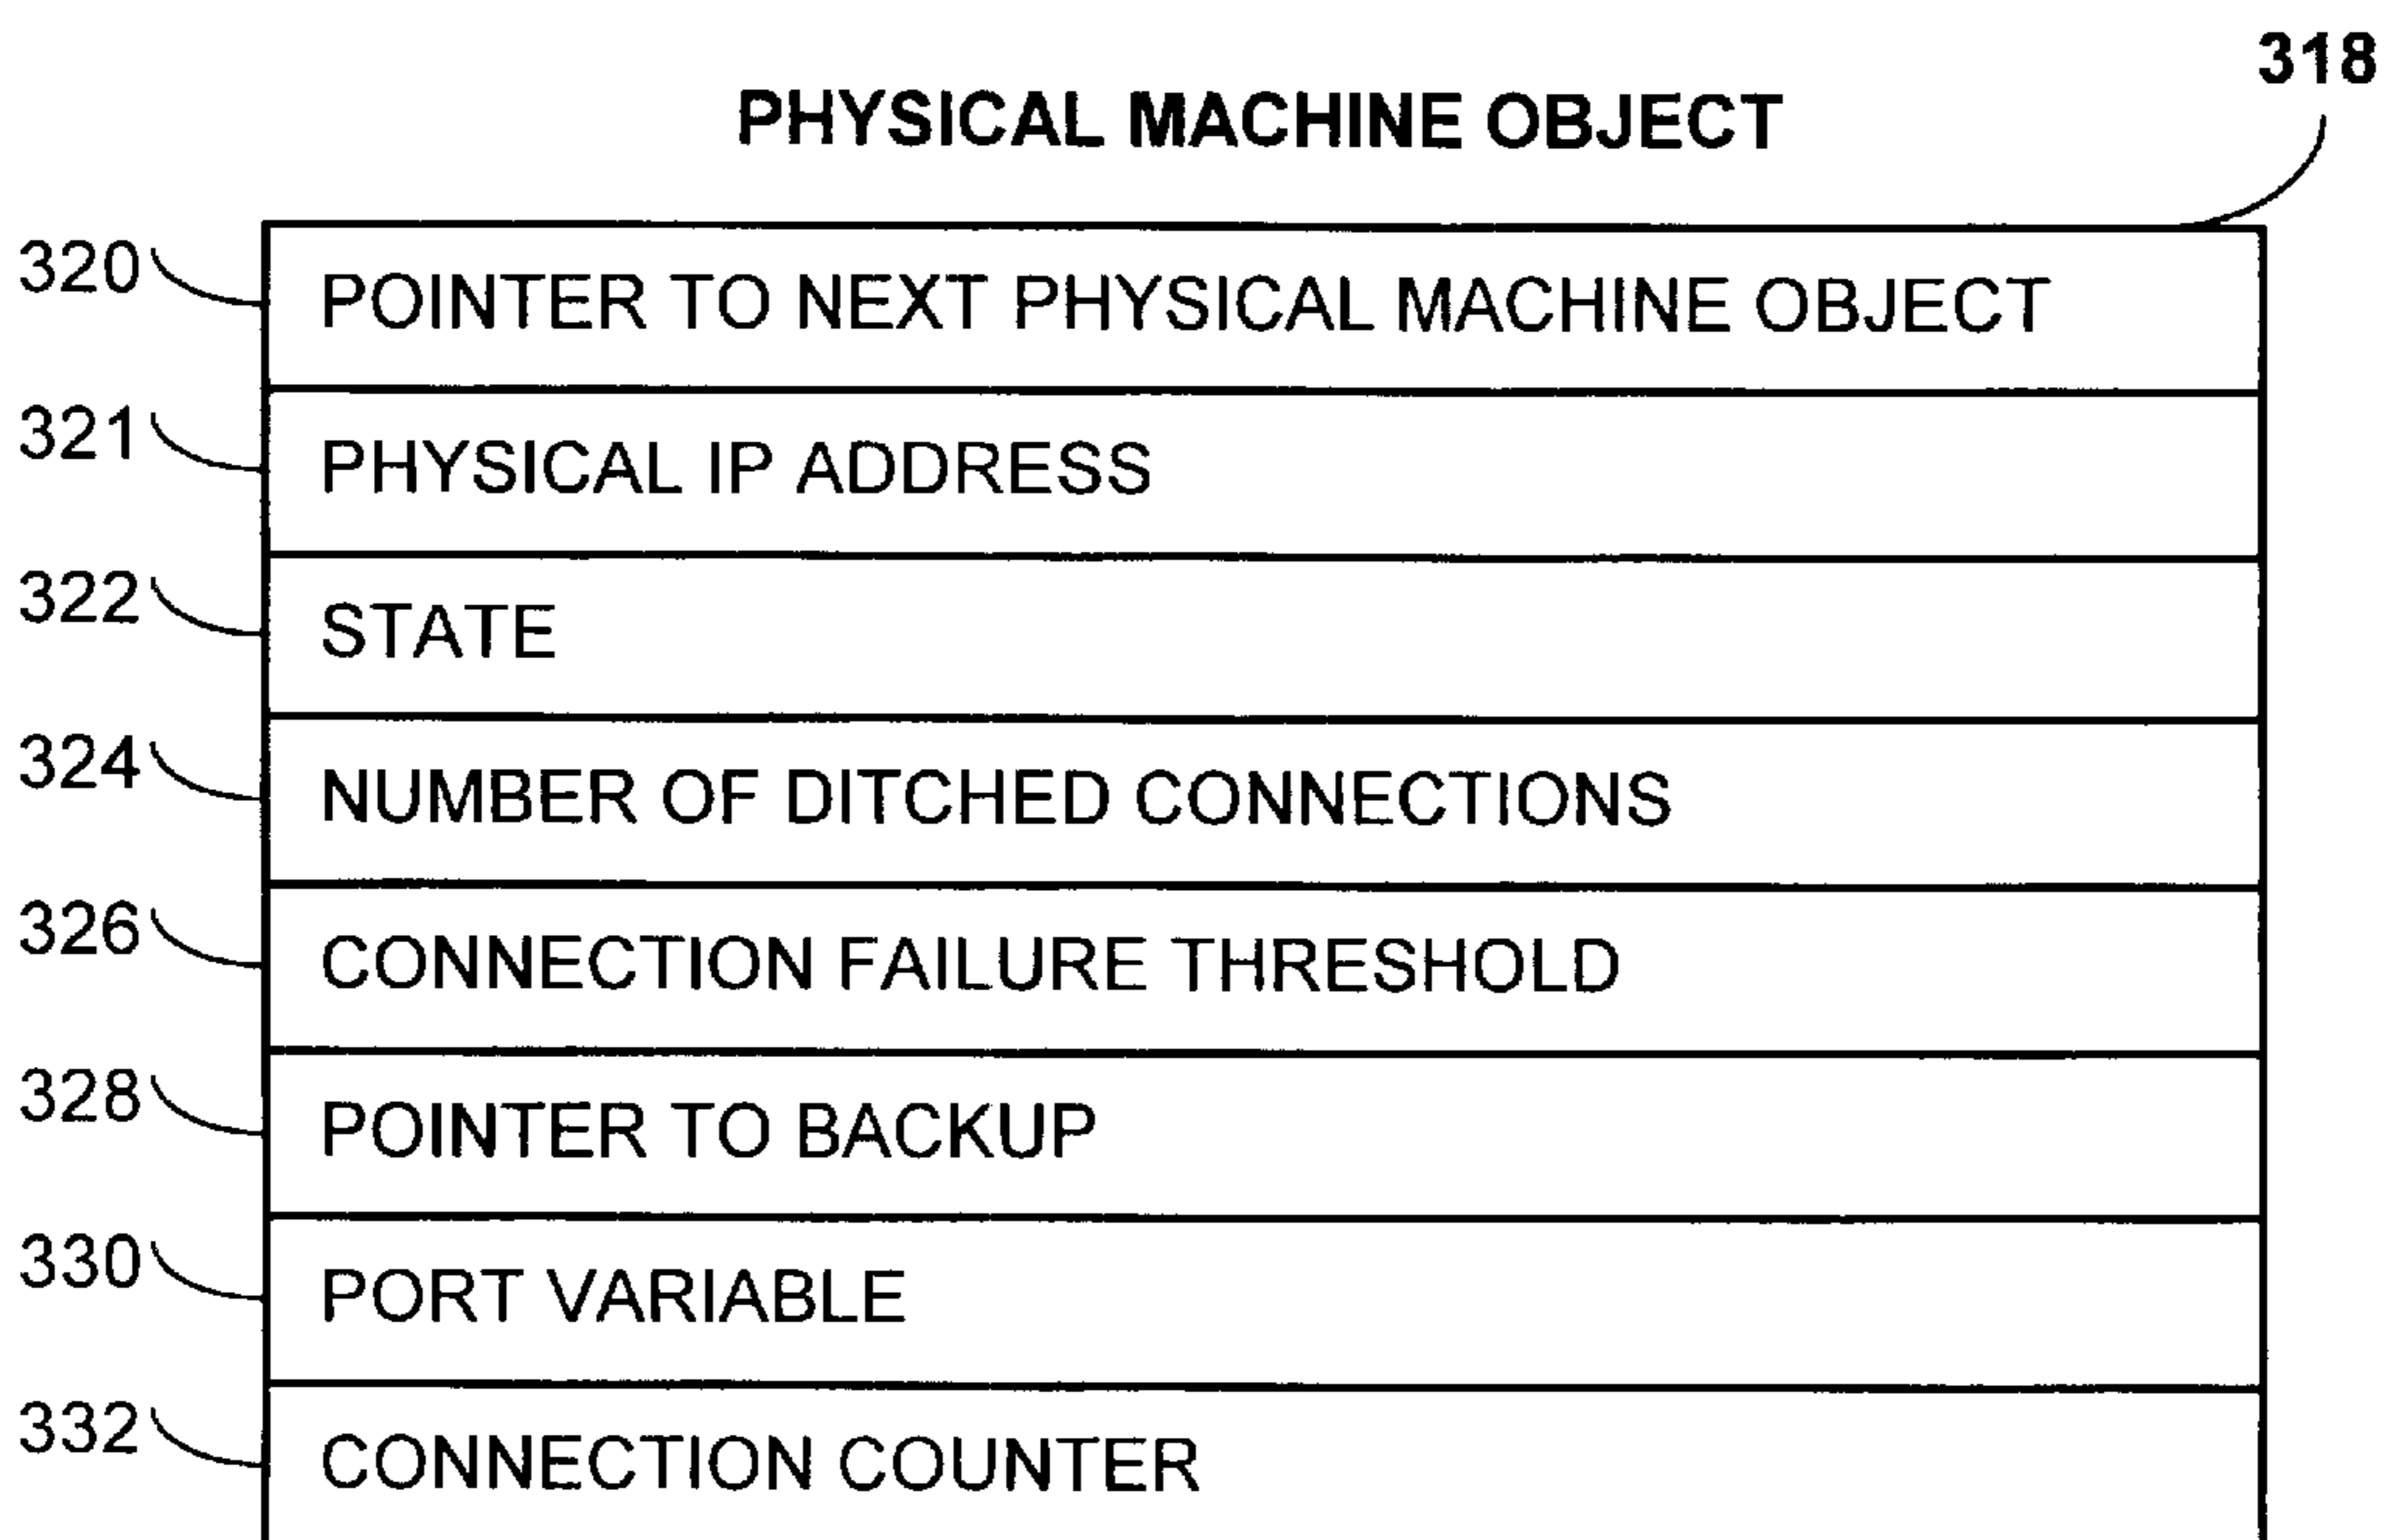 318
PHYSICAL MACHINE OBJECT
320 POINTER TO NEXT PHYSICAL MACHINE OBJECT
321 PHYSICAL IP ADDRESS
322 STATE
324 NUMBER OF DITCHED CONNECTIONS
326 CONNECTION FAILURE THRESHOLD
328 POINTER TO BACKUP
330 PORT VARIABLE
332 CONNECTION COUNTER